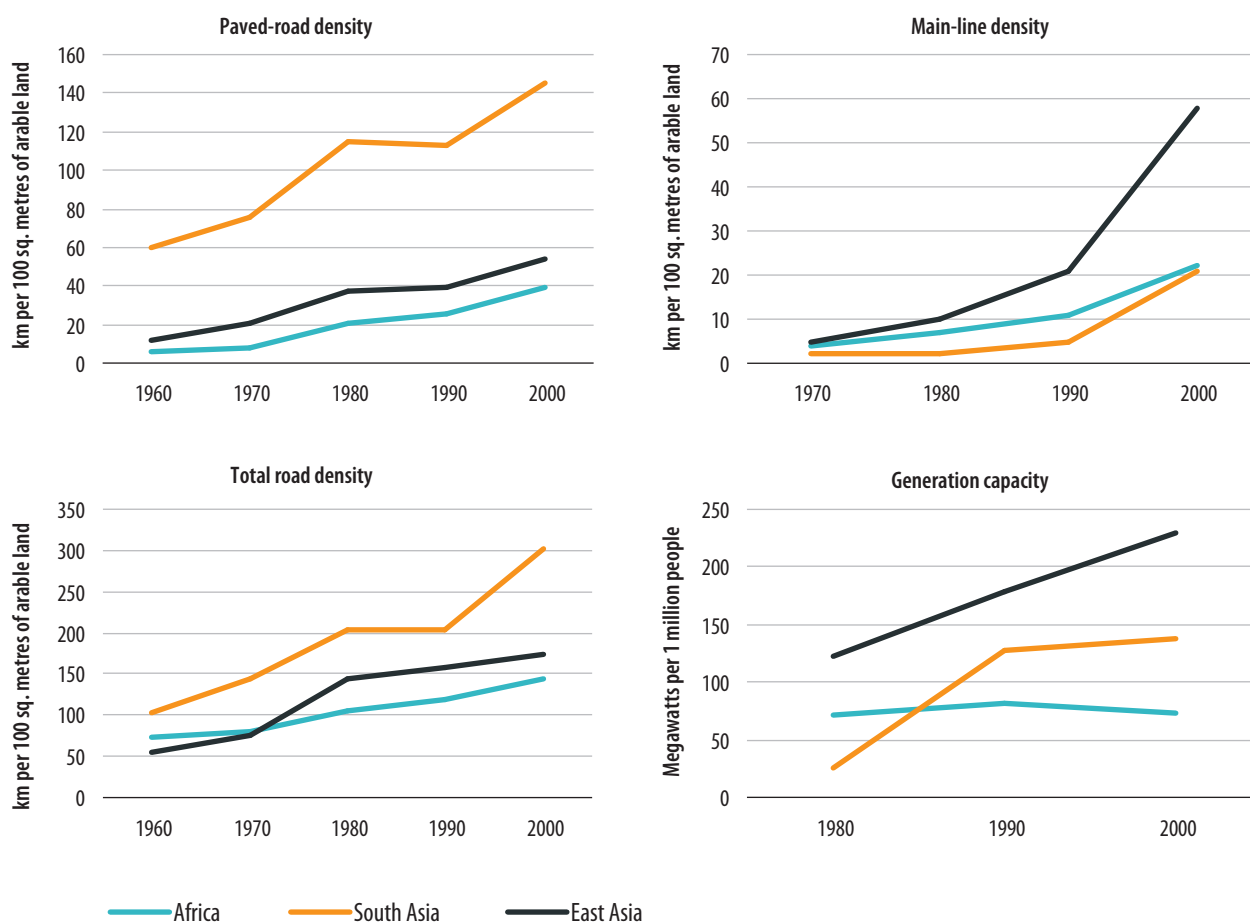 Paved-road density
km per 100 sq. metres of arable land
160
140
120
100
80
60
40
20
0
1960 1970 1980 1990 2000
Main-line density
km per 100 sq. metres of arable land
70
60
50
40
30
20
10
0
1970 1980 1990 2000
Total road density
km per 100 sq. metres of arable land
350
300
250
200
150
100
50
0
1960 1970 1980 1990 2000
Generation capacity
Megawatts per 1 million people
250
200
150
100
50
0
1980 1990 2000
Africa South Asia East Asia